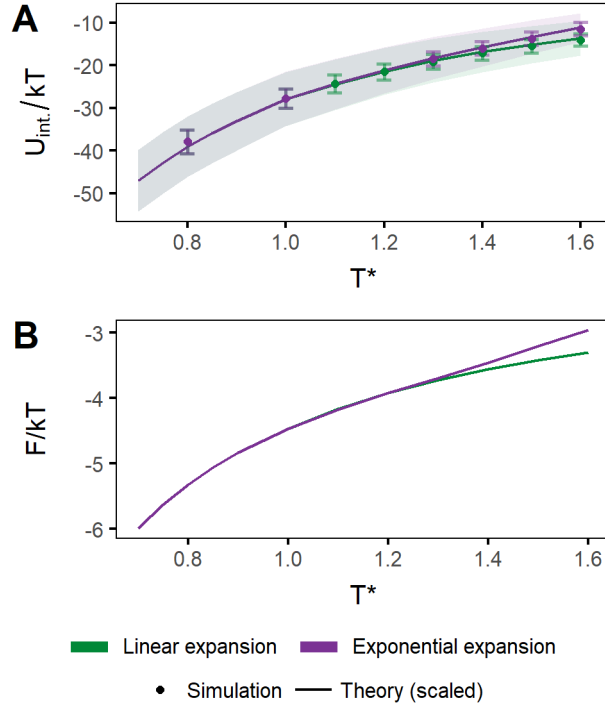 A
U_int./kT
-10
-20
-30
-40
-50
0.8 1.0 1.2 1.4 1.6
T*
B
F/kT
-3
-4
-5
-6
0.8 1.0 1.2 1.4 1.6
T*
Linear expansion Exponential expansion
Simulation Theory (scaled)